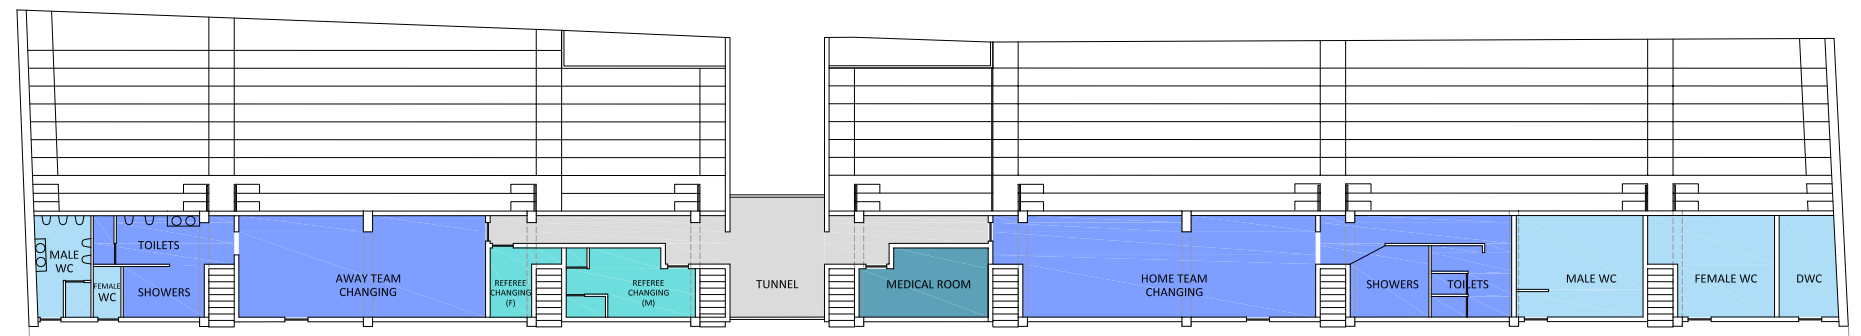 MALE
WC
FEMALE
WC
TOILETS
SHOWERS
AWAY TEAM
CHANGING
REFEREE
CHANGING
(F)
REFEREE
CHANGING
(M)
TUNNEL
MEDICAL ROOM
HOME TEAM
CHANGING
SHOWERS
TOILETS
MALE WC
FEMALE WC
DWC